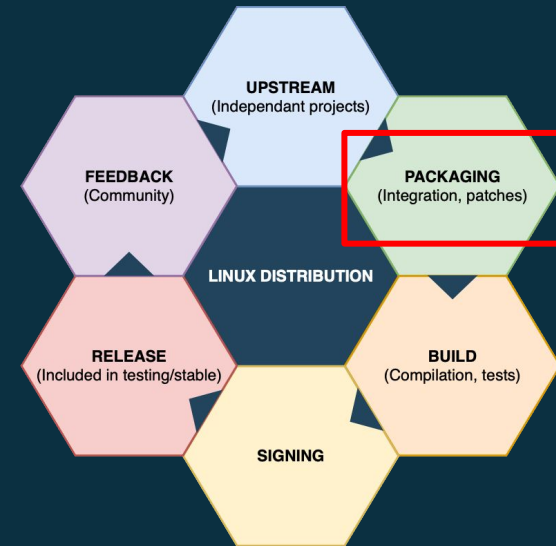 UPSTREAM
(Independant projects)
FEEDBACK
(Community)
PACKAGING
(Integration, patches)
LINUX DISTRIBUTION
RELEASE
(Included in testing/stable)
BUILD
(Compilation, tests)
SIGNING